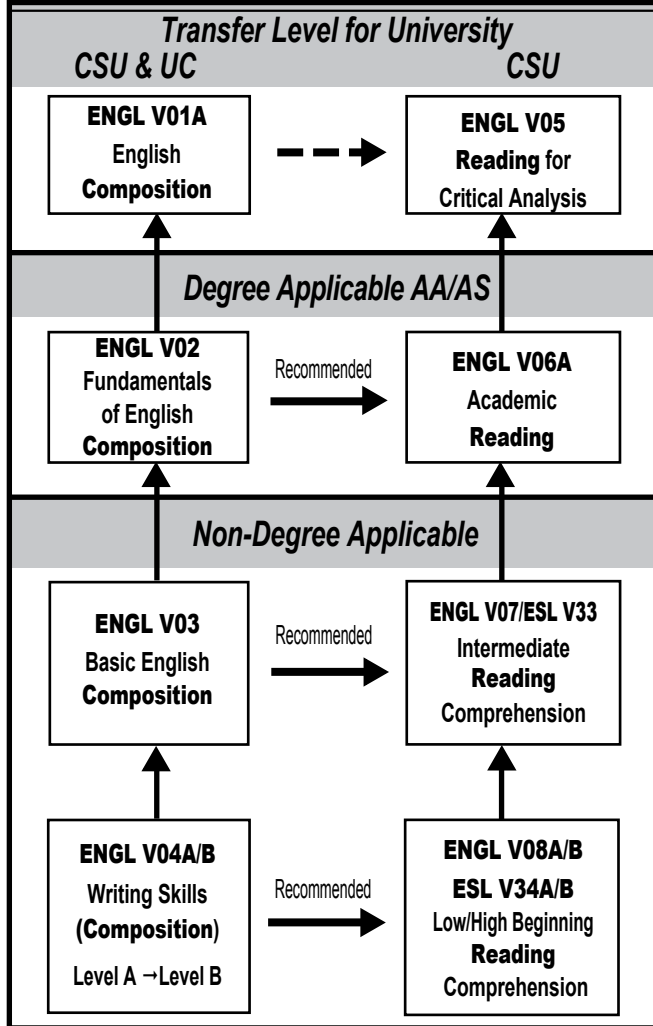 Transfer Level for University
CSU & UC
CSU
ENGL V01A
English
Composition
ENGL V05
Reading for
Critical Analysis
Degree Applicable AA/AS
ENGL V02
Fundamentals
of English
Composition
Recommended
ENGL V06A
Academic
Reading
Non-Degree Applicable
ENGL V03
Basic English
Composition
Recommended
ENGL V07/ESL V33
Intermediate
Reading
Comprehension
ENGL V04A/B
Writing Skills
(Composition)
Level A →Level B
Recommended
ENGL V08A/B
ESL V34A/B
Low/High Beginning
Reading
Comprehension